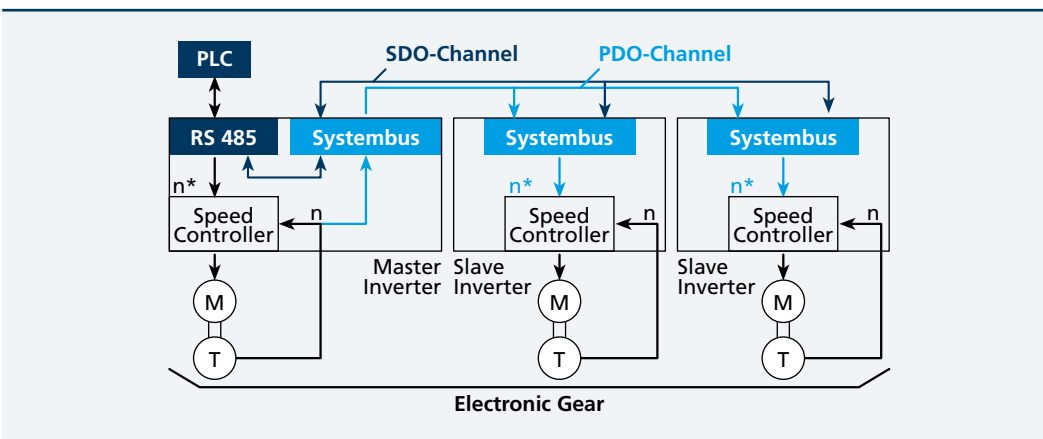 PLC
SDO-Channel
PDO-Channel
RS 485
Systembus
Systembus
Systembus
n*
n*
n*
Speed
Controller
n
Speed
Controller
n
Speed
Controller
n
Master
Inverter
Slave
Inverter
Slave
Inverter
M
M
M
T
T
T
Electronic Gear